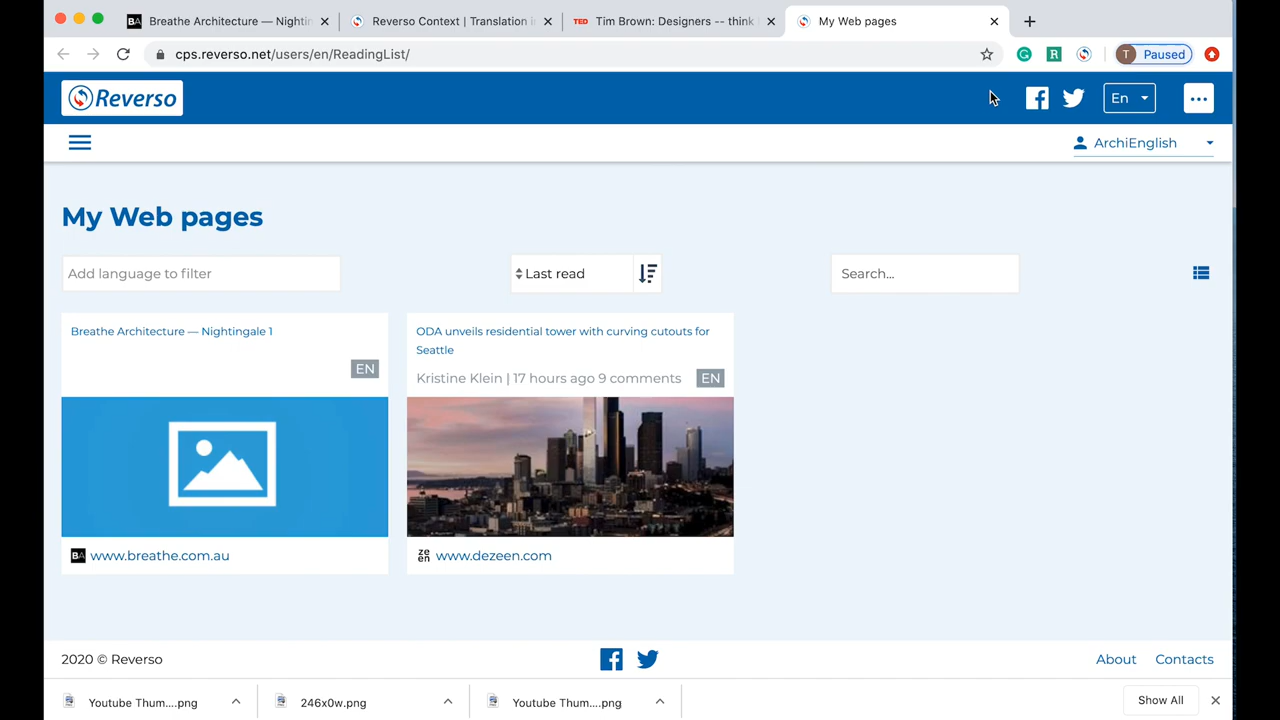 BA Breathe Architecture — Nightin
Reverso Context | Translation i
TED Tim Brown: Designers -- think
My Web pages
cps.reverso.net/users/en/ReadingList/
R
T Paused
Reverso
En
ArchiEnglish
My Web pages
Add language to filter
Last read
Search...
Breathe Architecture — Nightingale 1
EN
ODA unveils residential tower with curving cutouts for
Seattle
Kristine Klein | 17 hours ago 9 comments
EN
BA www.breathe.com.au
ze
en
www.dezeen.com
2020 © Reverso
About
Contacts
Youtube Thum....png
246x0w.png
Youtube Thum....png
Show All